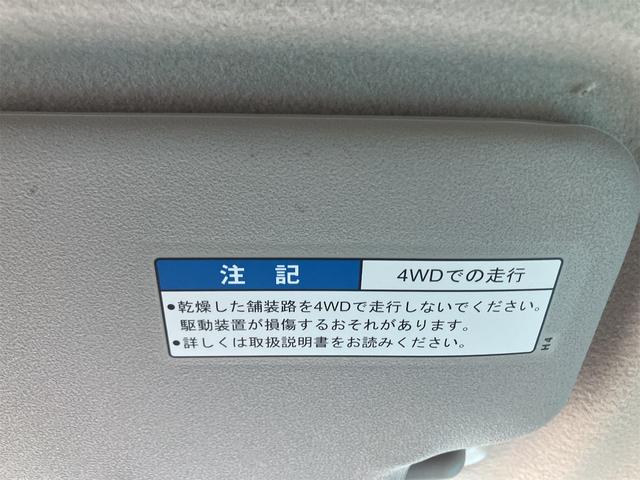 注 記
4WDでの走行
●乾燥した舗装路を4WDで走行しないでください。
駆動装置が損傷するおそれがあります。
●詳しくは取扱説明書をお読みください。
H4